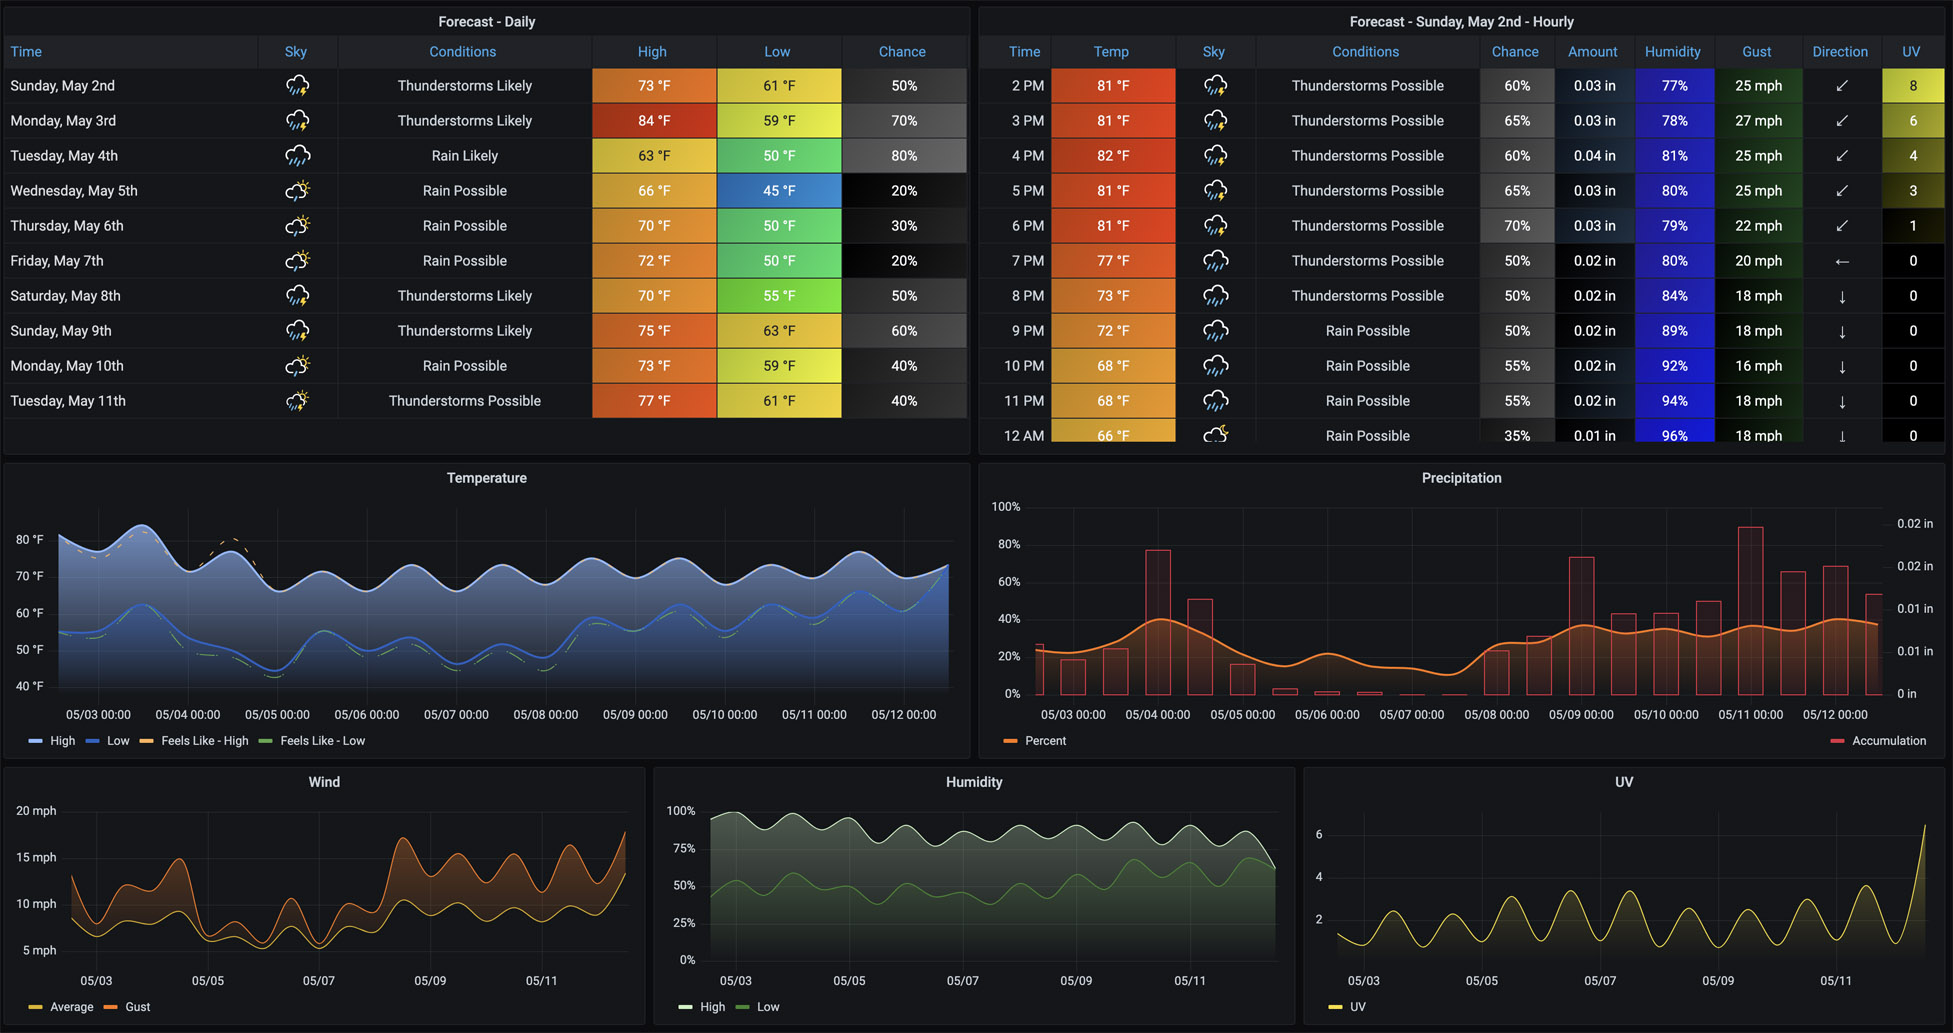 Forecast - Daily
Time Sky Conditions High Low Chance
Sunday, May 2nd Thunderstorms Likely 73 °F 61 °F 50%
Monday, May 3rd Thunderstorms Likely 84 °F 59 °F 70%
Tuesday, May 4th Rain Likely 63 °F 50 °F 80%
Wednesday, May 5th Rain Possible 66 °F 45 °F 20%
Thursday, May 6th Rain Possible 70 °F 50 °F 30%
Friday, May 7th Rain Possible 72 °F 50 °F 20%
Saturday, May 8th Thunderstorms Likely 70 °F 55 °F 50%
Sunday, May 9th Thunderstorms Likely 75 °F 63 °F 60%
Monday, May 10th Rain Possible 73 °F 59 °F 40%
Tuesday, May 11th Thunderstorms Possible 77 °F 61 °F 40%
Forecast - Sunday, May 2nd - Hourly
Time Temp Sky Conditions Chance Amount Humidity Gust Direction UV
2 PM 81 °F Thunderstorms Possible 60% 0.03 in 77% 25 mph ↙ 8
3 PM 81 °F Thunderstorms Possible 65% 0.03 in 78% 27 mph ↙ 6
4 PM 82 °F Thunderstorms Possible 60% 0.04 in 81% 25 mph ↙ 4
5 PM 81 °F Thunderstorms Possible 65% 0.03 in 80% 25 mph ↙ 3
6 PM 81 °F Thunderstorms Possible 70% 0.03 in 79% 22 mph ↙ 1
7 PM 77 °F Thunderstorms Possible 50% 0.02 in 80% 20 mph ← 0
8 PM 73 °F Thunderstorms Possible 50% 0.02 in 84% 18 mph ↓ 0
9 PM 72 °F Rain Possible 50% 0.02 in 89% 18 mph ↓ 0
10 PM 68 °F Rain Possible 55% 0.02 in 92% 16 mph ↓ 0
11 PM 68 °F Rain Possible 55% 0.02 in 94% 18 mph ↓ 0
12 AM 66 °F Rain Possible 35% 0.01 in 96% 18 mph ↓ 0
Temperature
80 °F
70 °F
60 °F
50 °F
40 °F
05/03 00:00 05/04 00:00 05/05 00:00 05/06 00:00 05/07 00:00 05/08 00:00 05/09 00:00 05/10 00:00 05/11 00:00 05/12 00:00
High Low Feels Like - High Feels Like - Low
Precipitation
100%
80%
60%
40%
20%
0%
0.02 in
0.02 in
0.01 in
0.01 in
0 in
05/03 00:00 05/04 00:00 05/05 00:00 05/06 00:00 05/07 00:00 05/08 00:00 05/09 00:00 05/10 00:00 05/11 00:00 05/12 00:00
Percent Accumulation
Wind
20 mph
15 mph
10 mph
5 mph
05/03 05/05 05/07 05/09 05/11
Average Gust
Humidity
100%
75%
50%
25%
0%
05/03 05/05 05/07 05/09 05/11
High Low
UV
6
4
2
05/03 05/05 05/07 05/09 05/11
UV